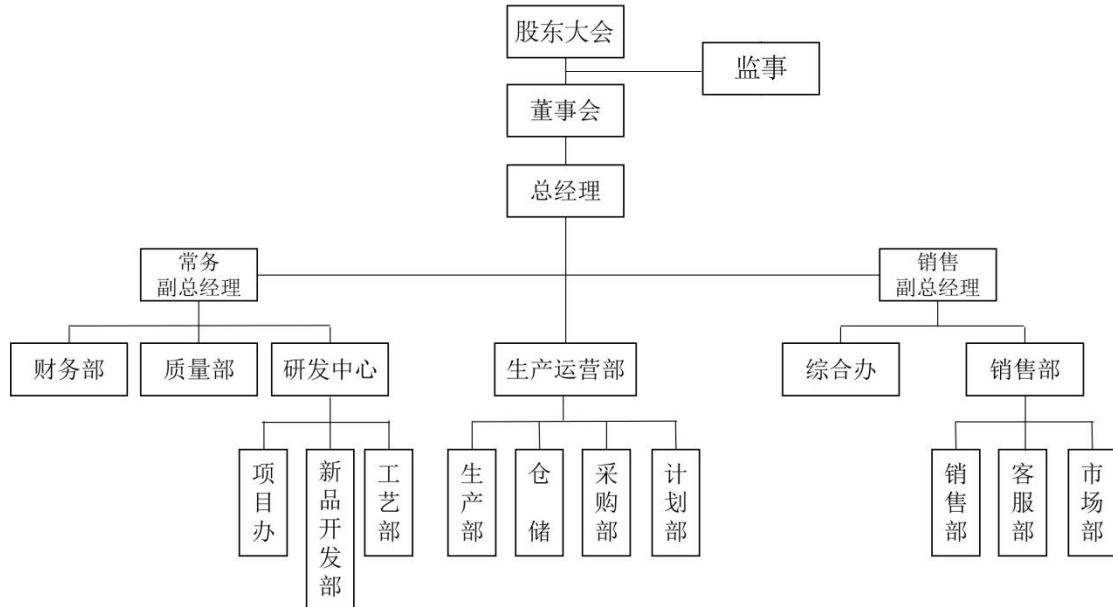 股东大会
监事
董事会
总经理
常务
副总经理
销售
副总经理
财务部
质量部
研发中心
生产运营部
综合办
销售部
项目办
新品开发部
工艺部
生产部
仓储
采购部
计划部
销售部
客服部
市场部